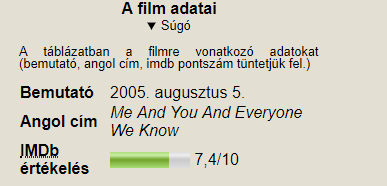 A film adatai
▼ Súgó
A táblázatban a filmre vonatkozó adatokat
(bemutató, angol cím, imdb pontszám tüntetjük fel.)
Bemutató 2005. augusztus 5.
Angol cím Me And You And Everyone
We Know
IMDb
értékelés 7,4/10